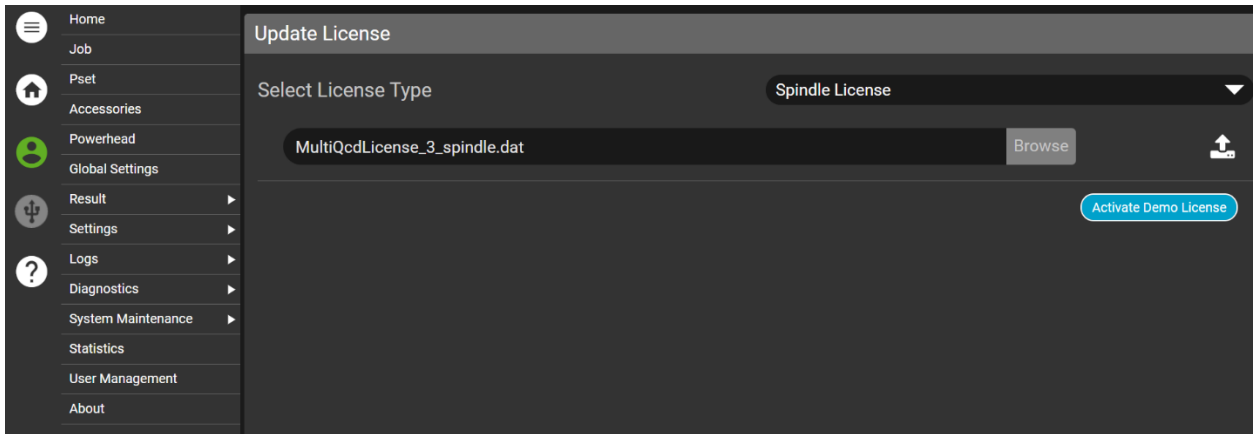 Home
Job
Pset
Accessories
Powerhead
Global Settings
Result
Settings
Logs
Diagnostics
System Maintenance
Statistics
User Management
About
Update License
Select License Type
Spindle License
MultiQcdLicense_3_spindle.dat
Browse
Activate Demo License
?